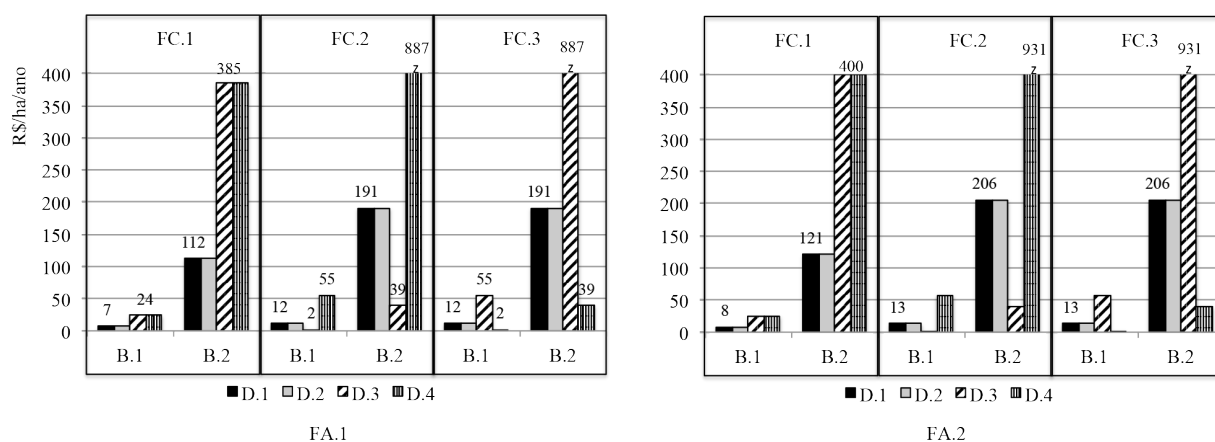 FC.1 FC.2 FC.3
R$/ha/ano
400
350
300
250
200
150
100
50
0
7 24 112 385
12 2 55 191 39 887
z
12 55 2 191 887 39
z
B.1 B.2 B.1 B.2 B.1 B.2
D.1 D.2 D.3 D.4
FA.1
FC.1 FC.2 FC.3
400
350
300
250
200
150
100
50
0
8 121 400
13 206 931
z
13 206 931
z
B.1 B.2 B.1 B.2 B.1 B.2
D.1 D.2 D.3 D.4
FA.2